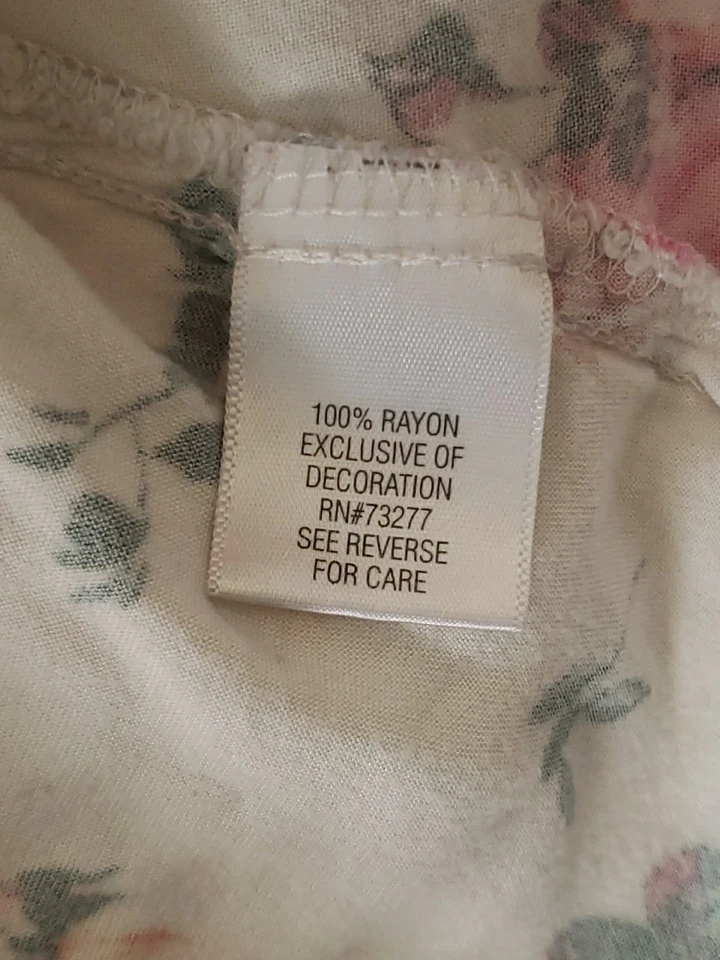 100% RAYON
EXCLUSIVE OF
DECORATION
RN#73277
SEE REVERSE
FOR CARE